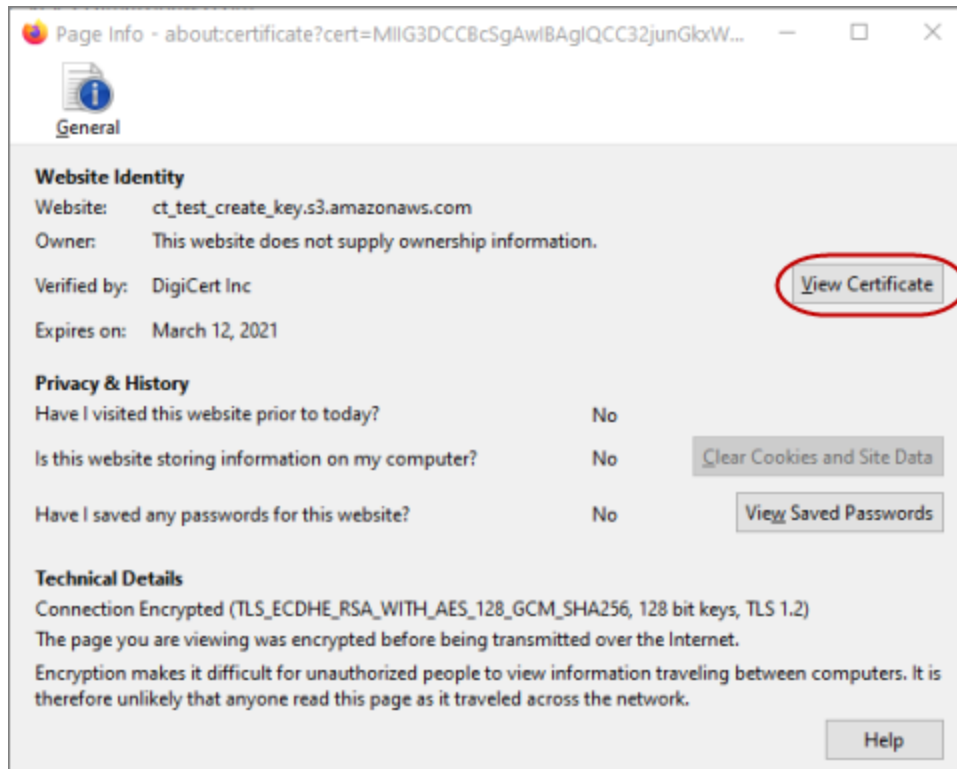 Page Info - about:certificate?cert=MIIG3DCCBcSgAwIBAgIQCC32junGkxW...
General
Website Identity
Website: ct_test_create_key.s3.amazonaws.com
Owner: This website does not supply ownership information.
Verified by: DigiCert Inc View Certificate
Expires on: March 12, 2021
Privacy & History
Have I visited this website prior to today? No
Is this website storing information on my computer? No Clear Cookies and Site Data
Have I saved any passwords for this website? No View Saved Passwords
Technical Details
Connection Encrypted (TLS_ECDHE_RSA_WITH_AES_128_GCM_SHA256, 128 bit keys, TLS 1.2)
The page you are viewing was encrypted before being transmitted over the Internet.
Encryption makes it difficult for unauthorized people to view information traveling between computers. It is
therefore unlikely that anyone read this page as it traveled across the network.
Help